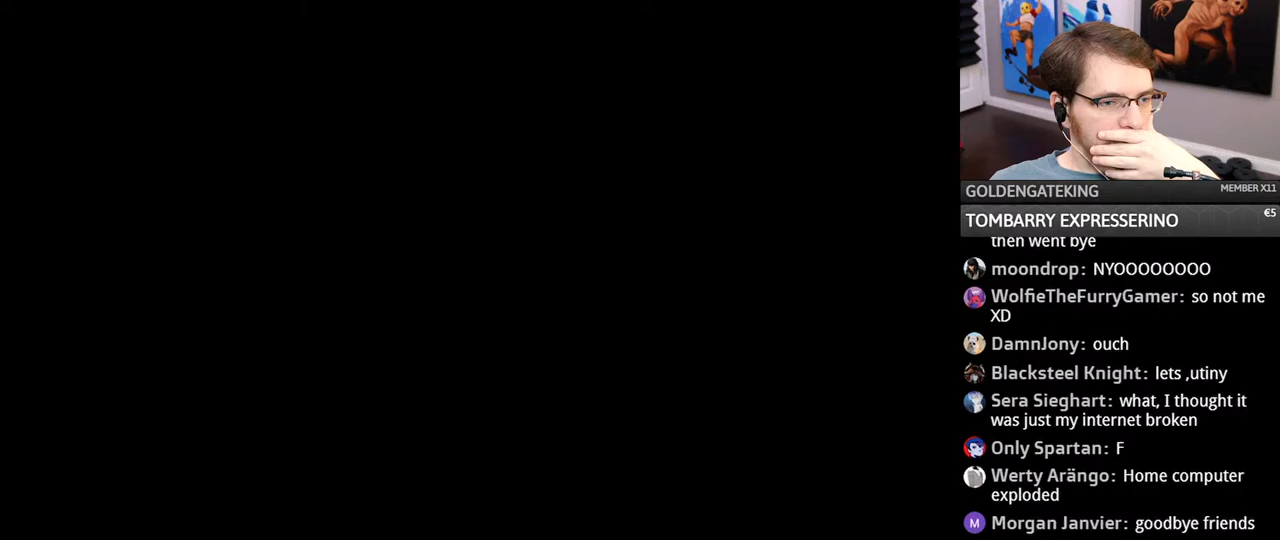 GOLDENGATEKING MEMBER X11
TOMBARRY EXPRESSERINO €5
then went bye
moondrop: NYOOOOOOOO
WolfieTheFurryGamer: so not me
XD
DamnJony: ouch
Blacksteel Knight: lets ,utiny
Sera Sieghart: what, I thought it
was just my internet broken
Only Spartan: F
Werty Arängo: Home computer
exploded
M Morgan Janvier: goodbye friends